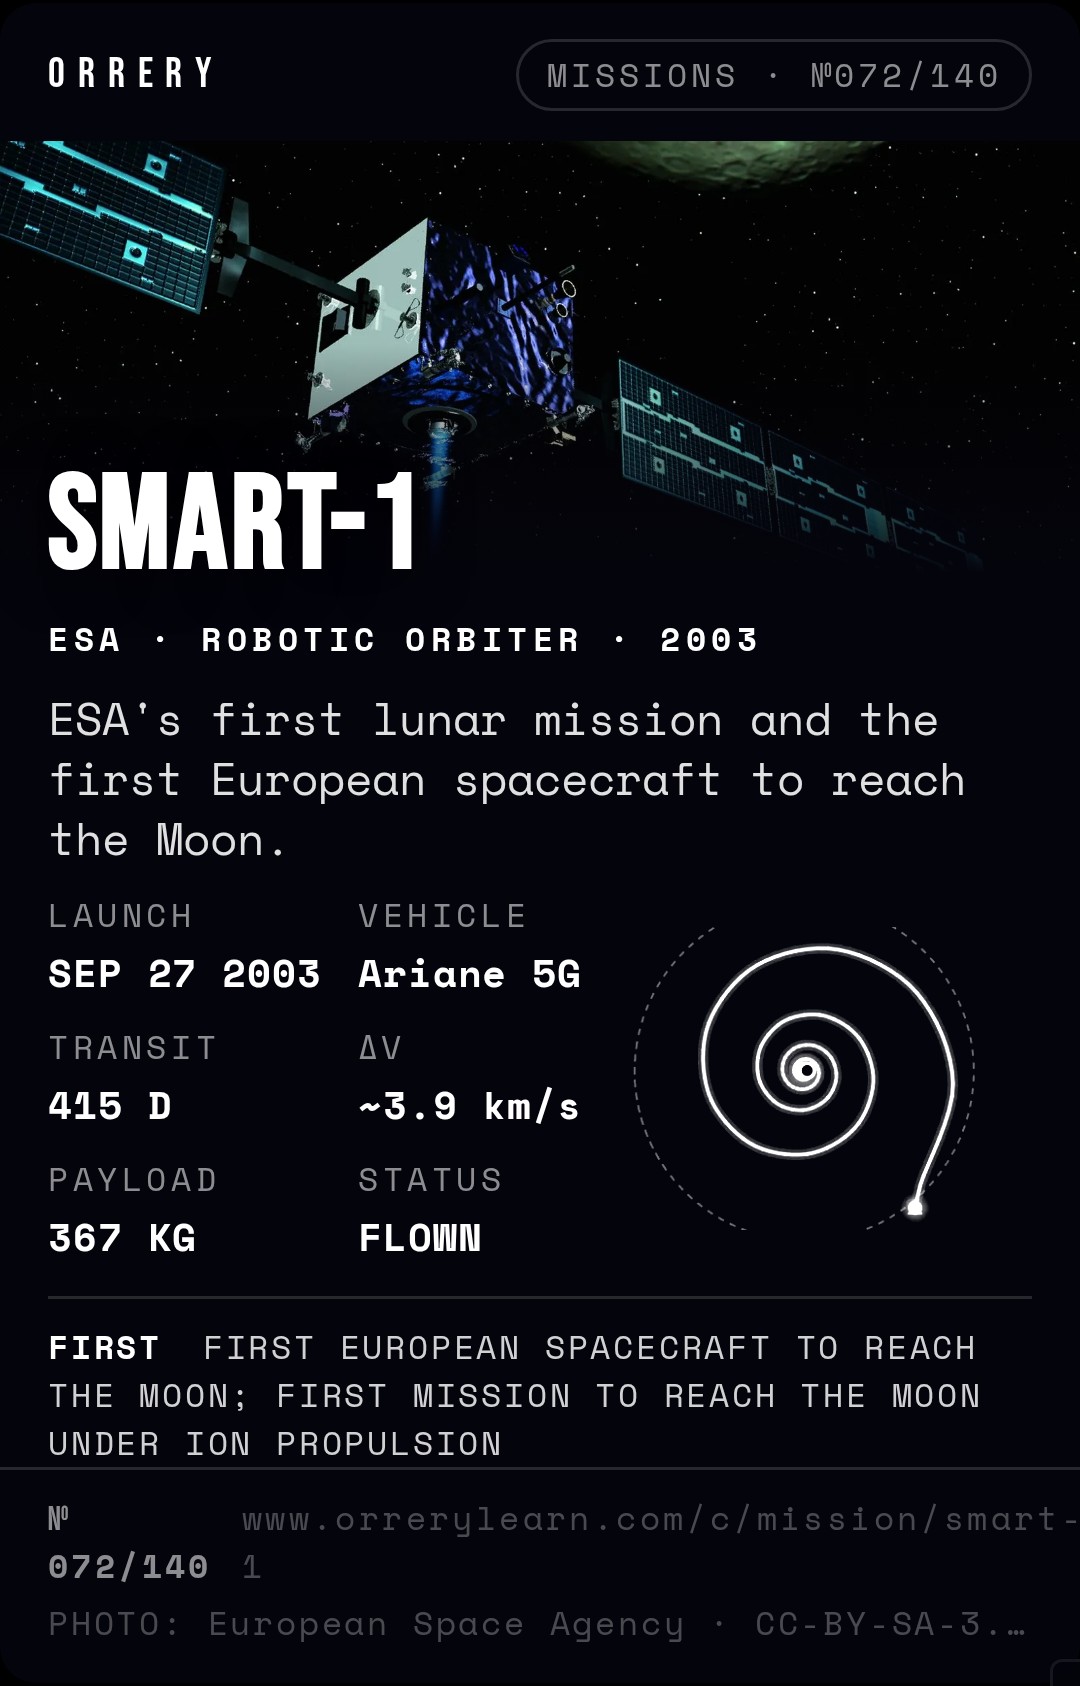 ORRERY
MISSIONS · №072/140
SMART-1
ESA · ROBOTIC ORBITER · 2003
ESA's first lunar mission and the
first European spacecraft to reach
the Moon.
LAUNCH VEHICLE
SEP 27 2003 Ariane 5G
TRANSIT ΔV
415 D ~3.9 km/s
PAYLOAD STATUS
367 KG FLOWN
FIRST FIRST EUROPEAN SPACECRAFT TO REACH
THE MOON; FIRST MISSION TO REACH THE MOON
UNDER ION PROPULSION
№ www.orrerylearn.com/c/mission/smart-
072/140 1
PHOTO: European Space Agency · CC-BY-SA-3.…